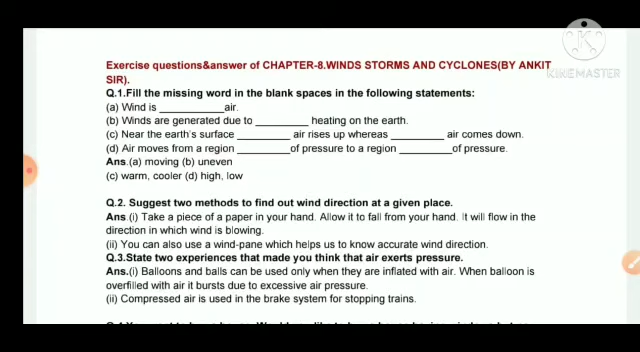 KINEMASTER
Exercise questions&answer of CHAPTER-8.WINDS STORMS AND CYCLONES(BY ANKIT
SIR).
Q.1.Fill the missing word in the blank spaces in the following statements:
(a) Wind is ___________air.
(b) Winds are generated due to _________ heating on the earth.
(c) Near the earth's surface _________ air rises up whereas _________ air comes down.
(d) Air moves from a region _________of pressure to a region _________of pressure.
Ans.(a) moving (b) uneven
(c) warm, cooler (d) high, low
Q.2. Suggest two methods to find out wind direction at a given place.
Ans.(i) Take a piece of a paper in your hand. Allow it to fall from your hand. It will flow in the
direction in which wind is blowing.
(ii) You can also use a wind-pane which helps us to know accurate wind direction.
Q.3.State two experiences that made you think that air exerts pressure.
Ans.(i) Balloons and balls can be used only when they are inflated with air. When balloon is
overfilled with air it bursts due to excessive air pressure.
(ii) Compressed air is used in the brake system for stopping trains.